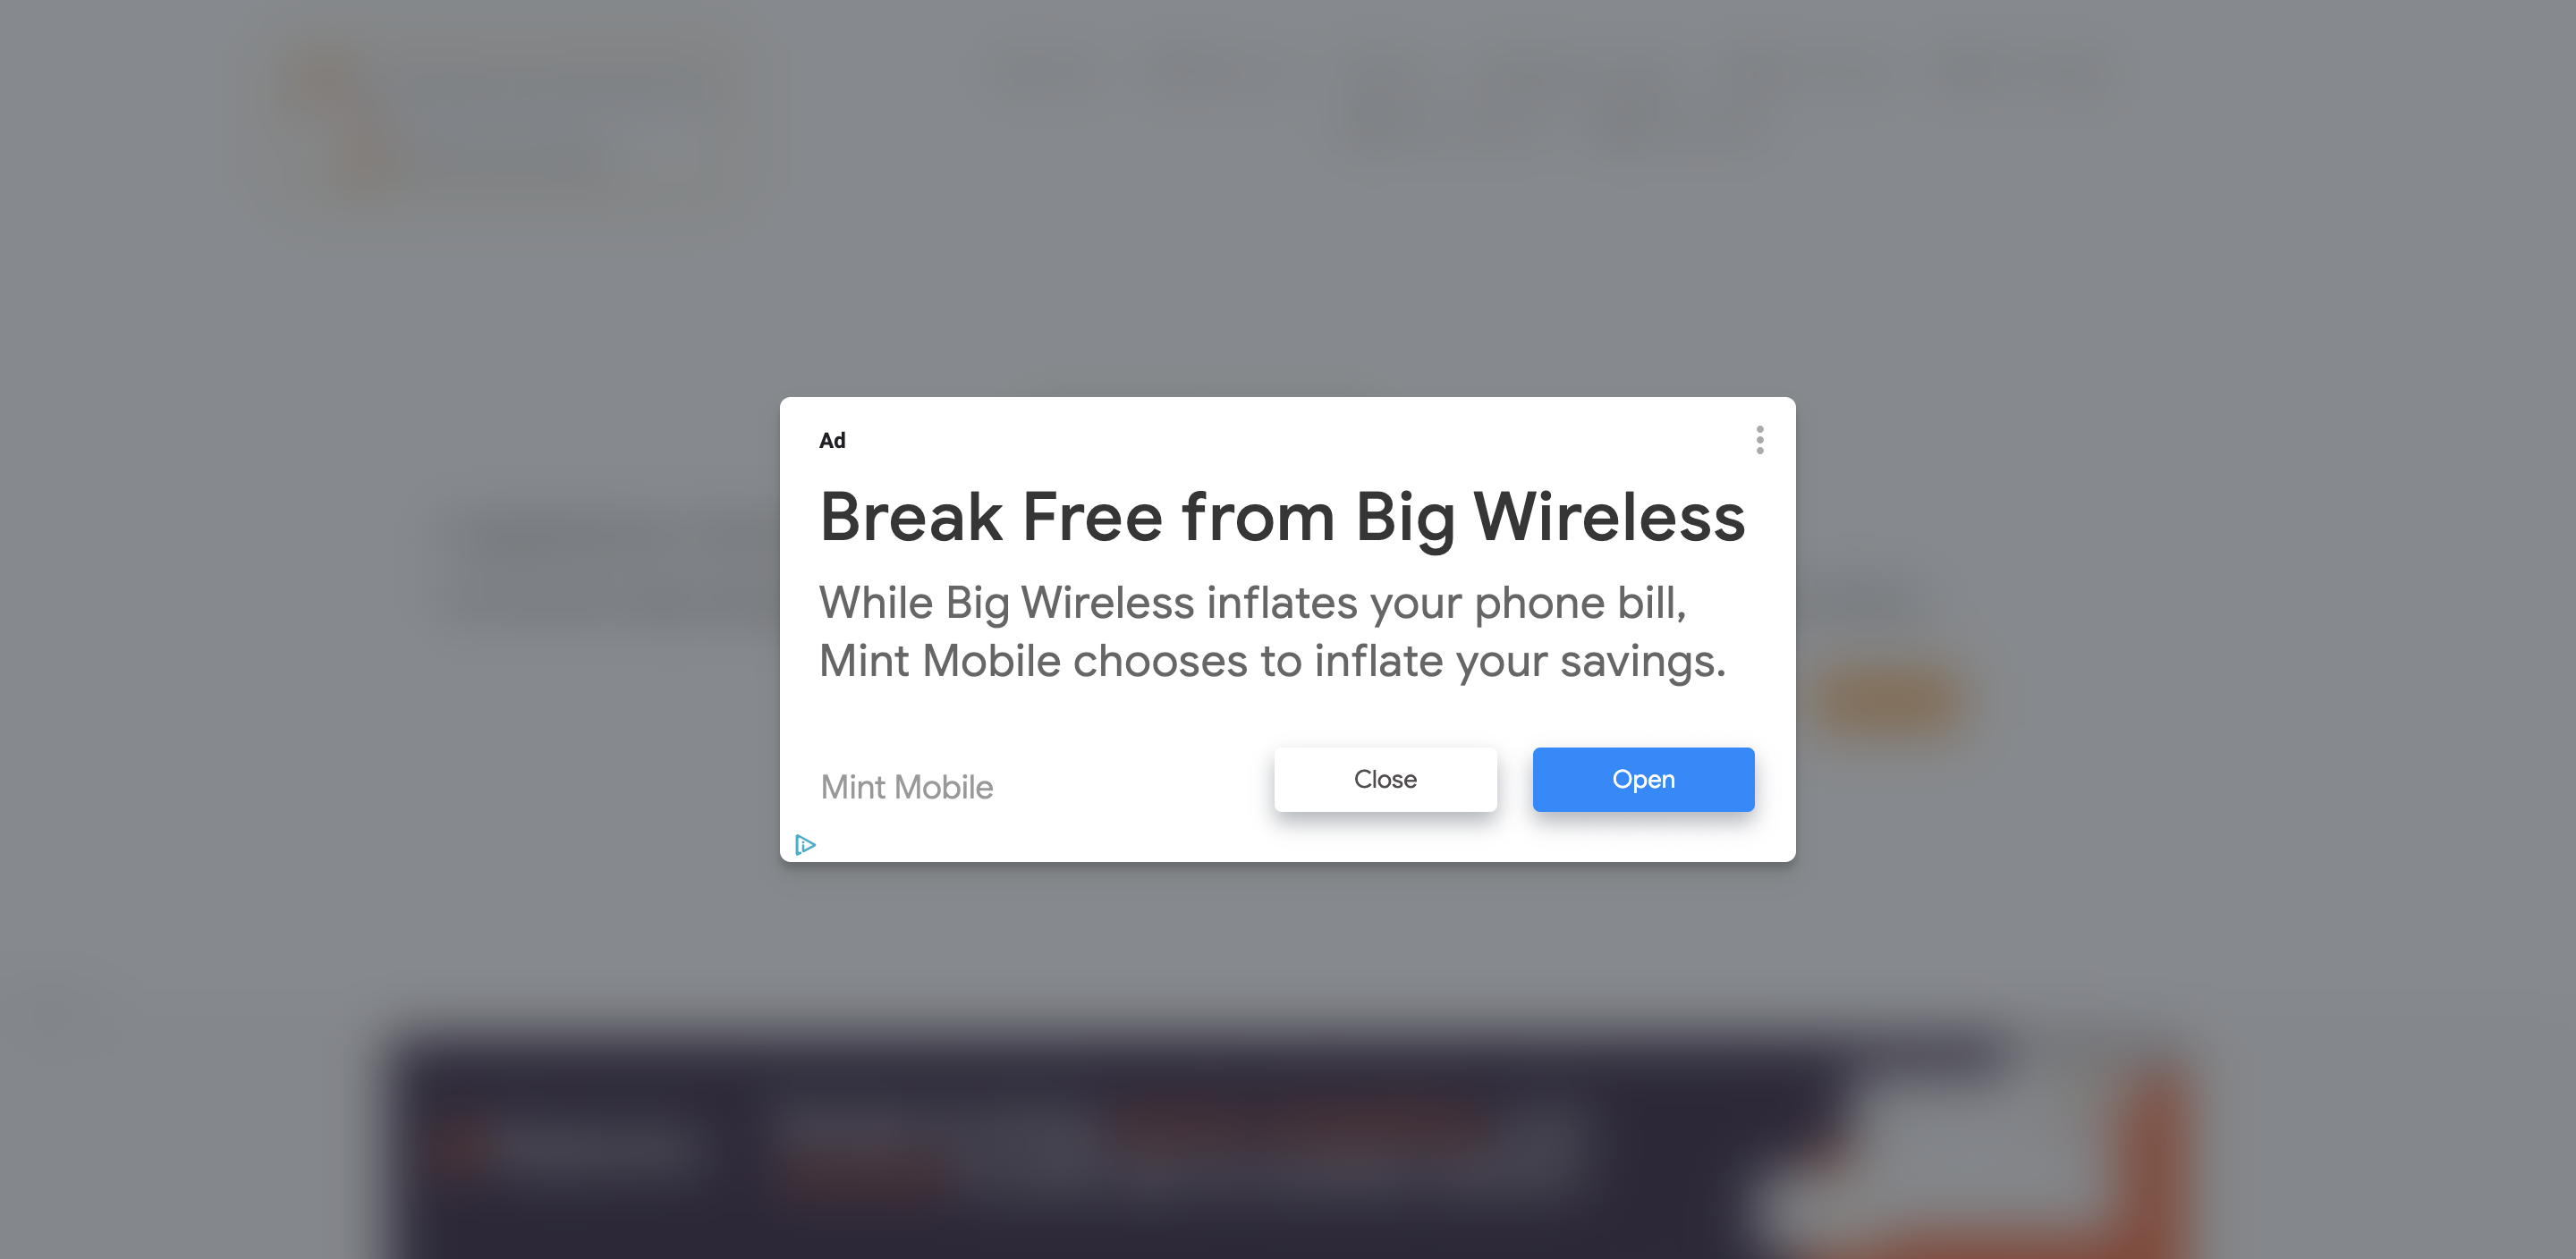 Ad
Break Free from Big Wireless
While Big Wireless inflates your phone bill,
Mint Mobile chooses to inflate your savings.
Mint Mobile
Close
Open